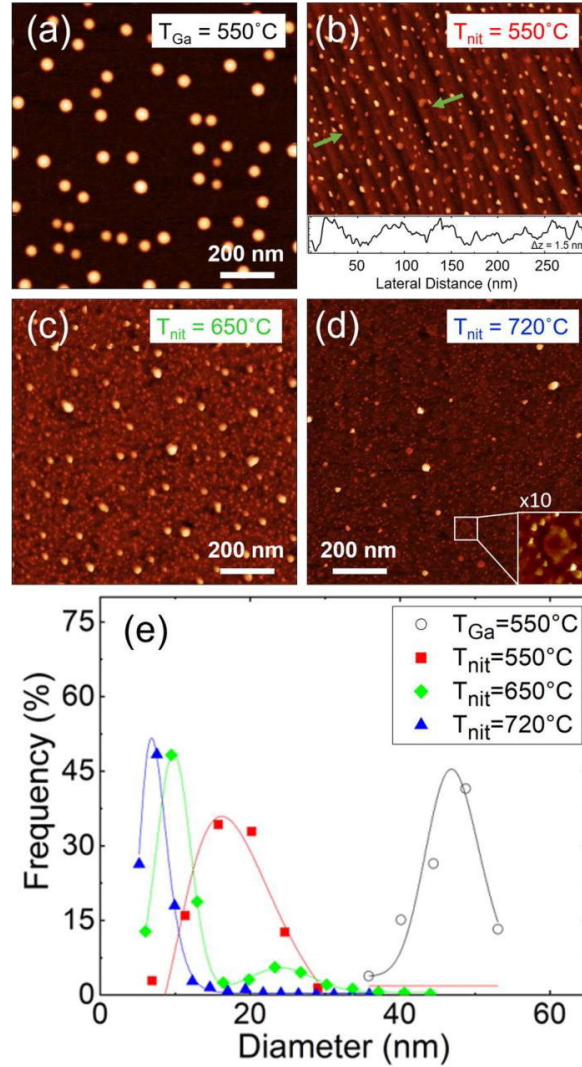 (a)
T_Ga = 550°C
200 nm
(b)
T_nit = 550°C
Δz = 1.5 nm
50 100 150 200 250
Lateral Distance (nm)
(c)
T_nit = 650°C
200 nm
(d)
T_nit = 720°C
x10
200 nm
(e)
75
60
45
30
15
0
Frequency (%)
T_Ga=550°C
T_nit=550°C
T_nit=650°C
T_nit=720°C
0 20 40 60
Diameter (nm)